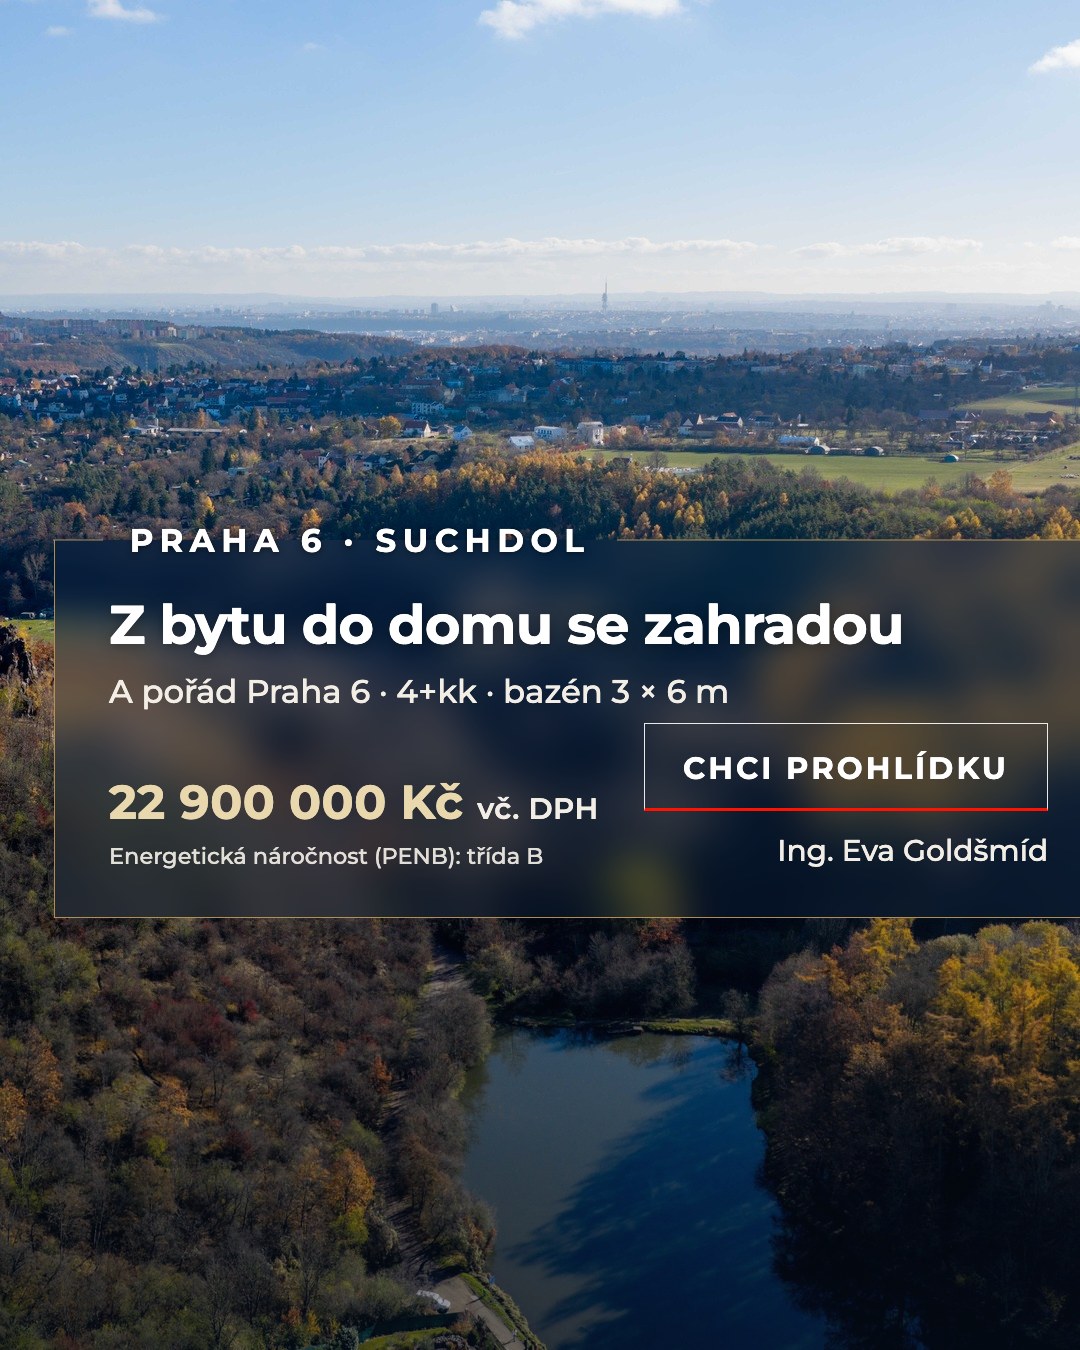 PRAHA 6 · SUCHDOL
Z bytu do domu se zahradou
A pořád Praha 6 · 4+kk · bazén 3 × 6 m
CHCI PROHLÍDKU
22 900 000 Kč vč. DPH
Energetická náročnost (PENB): třída B
Ing. Eva Goldšmíd